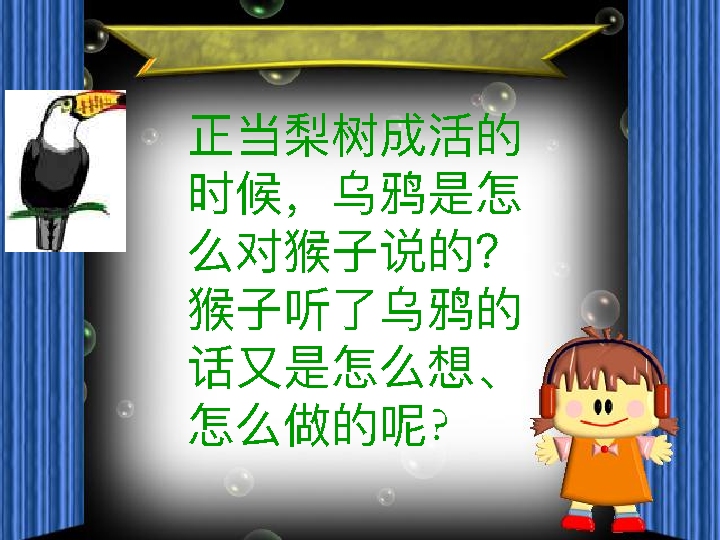 正当梨树成活的
时候，乌鸦是怎
么对猴子说的？
猴子听了乌鸦的
话又是怎么想、
怎么做的呢?